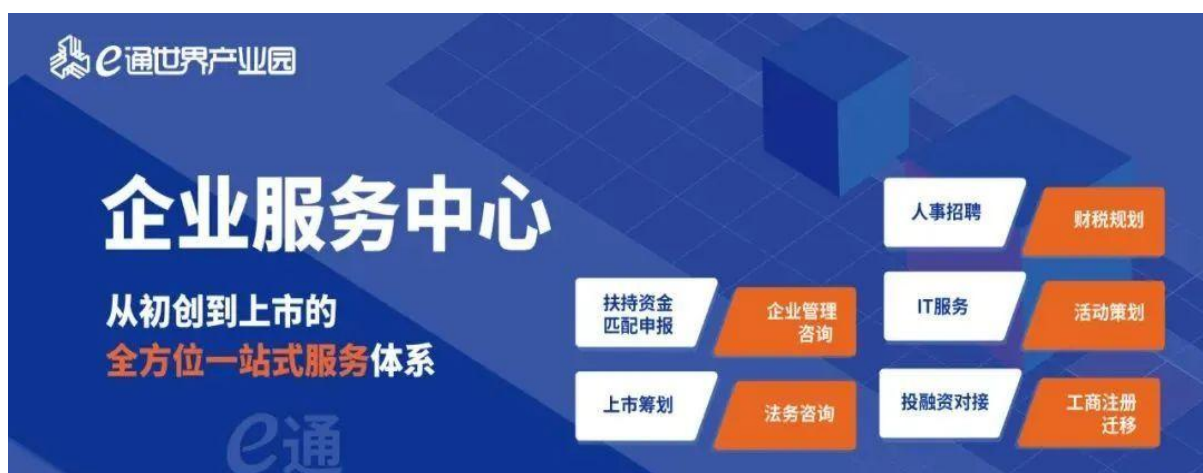 e通世界产业园
企业服务中心
从初创到上市的
全方位一站式服务体系
e通
扶持资金
匹配申报
企业管理
咨询
上市筹划
法务咨询
人事招聘
财税规划
IT服务
活动策划
投融资对接
工商注册
迁移